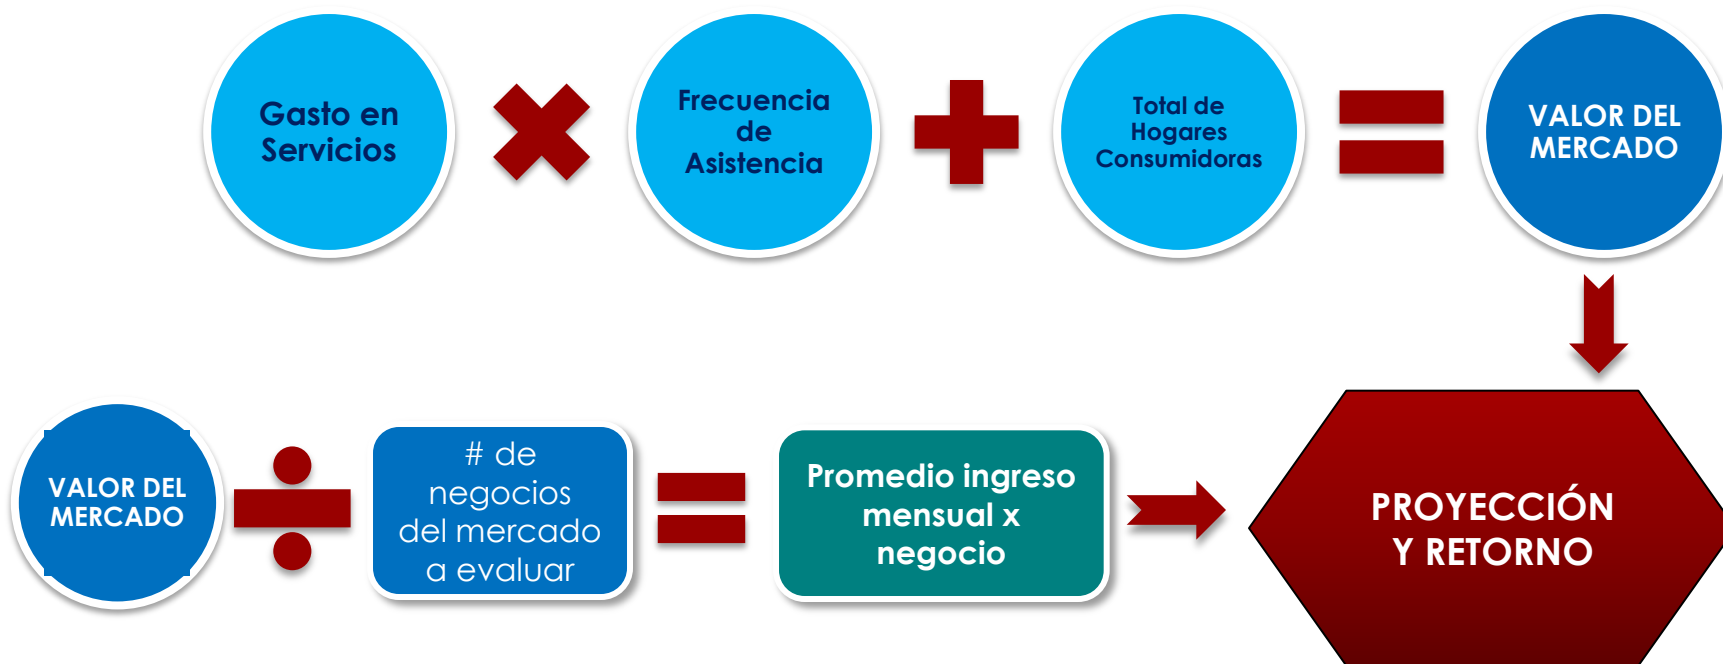 Gasto en
Servicios
Frecuencia
de
Asistencia
Total de
Hogares
Consumidoras
VALOR DEL
MERCADO
VALOR DEL
MERCADO
# de
negocios
del mercado
a evaluar
Promedio ingreso
mensual x
negocio
PROYECCIÓN
Y RETORNO